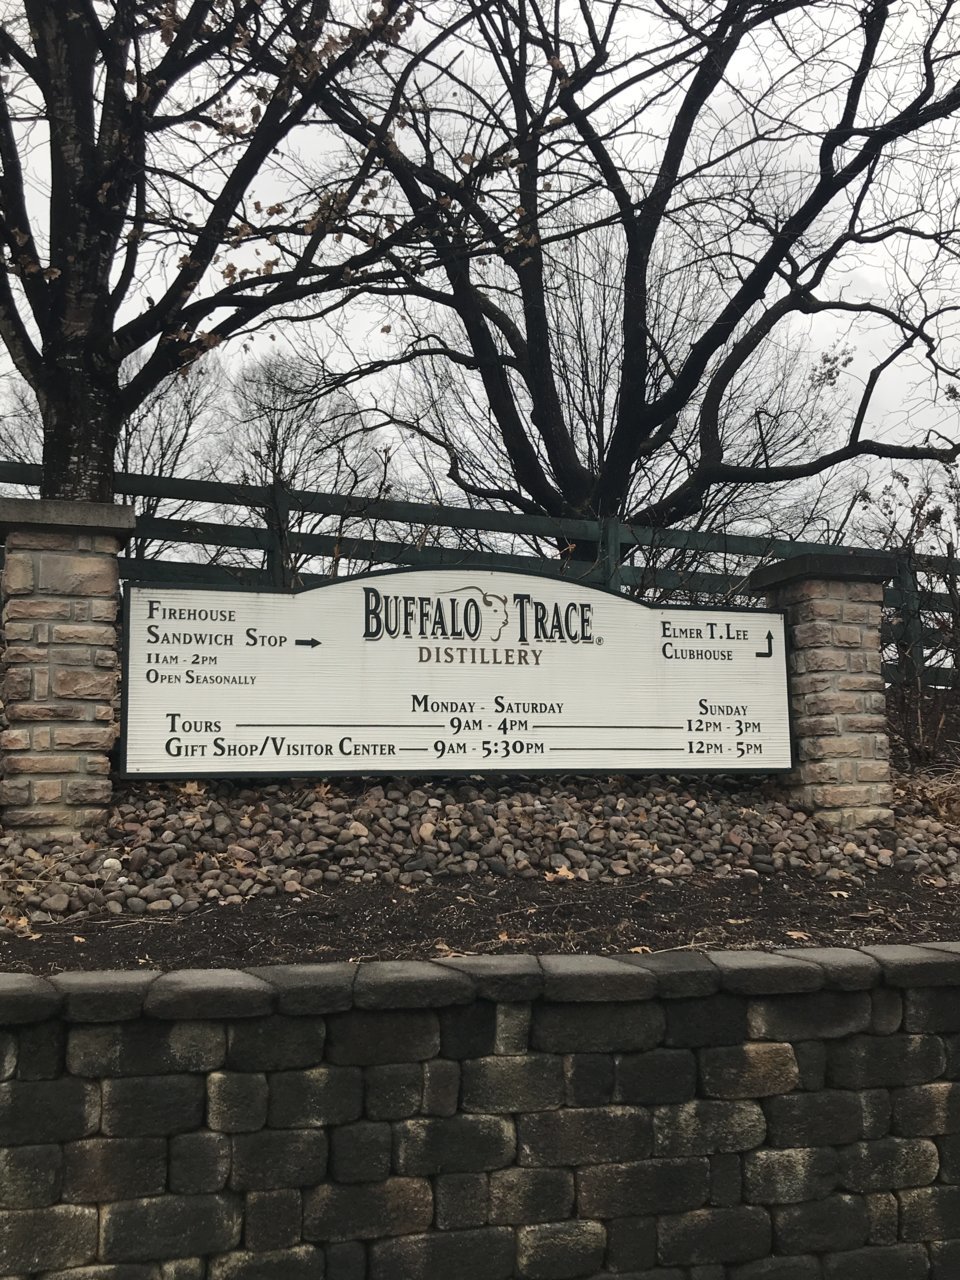 Firehouse
Sandwich Stop →
11am - 2pm
Open Seasonally
Buffalo Trace®
Distillery
Elmer T. Lee
Clubhouse
Monday - Saturday
Sunday
Tours 9am - 4pm 12pm - 3pm
Gift Shop/Visitor Center 9am - 5:30pm 12pm - 5pm